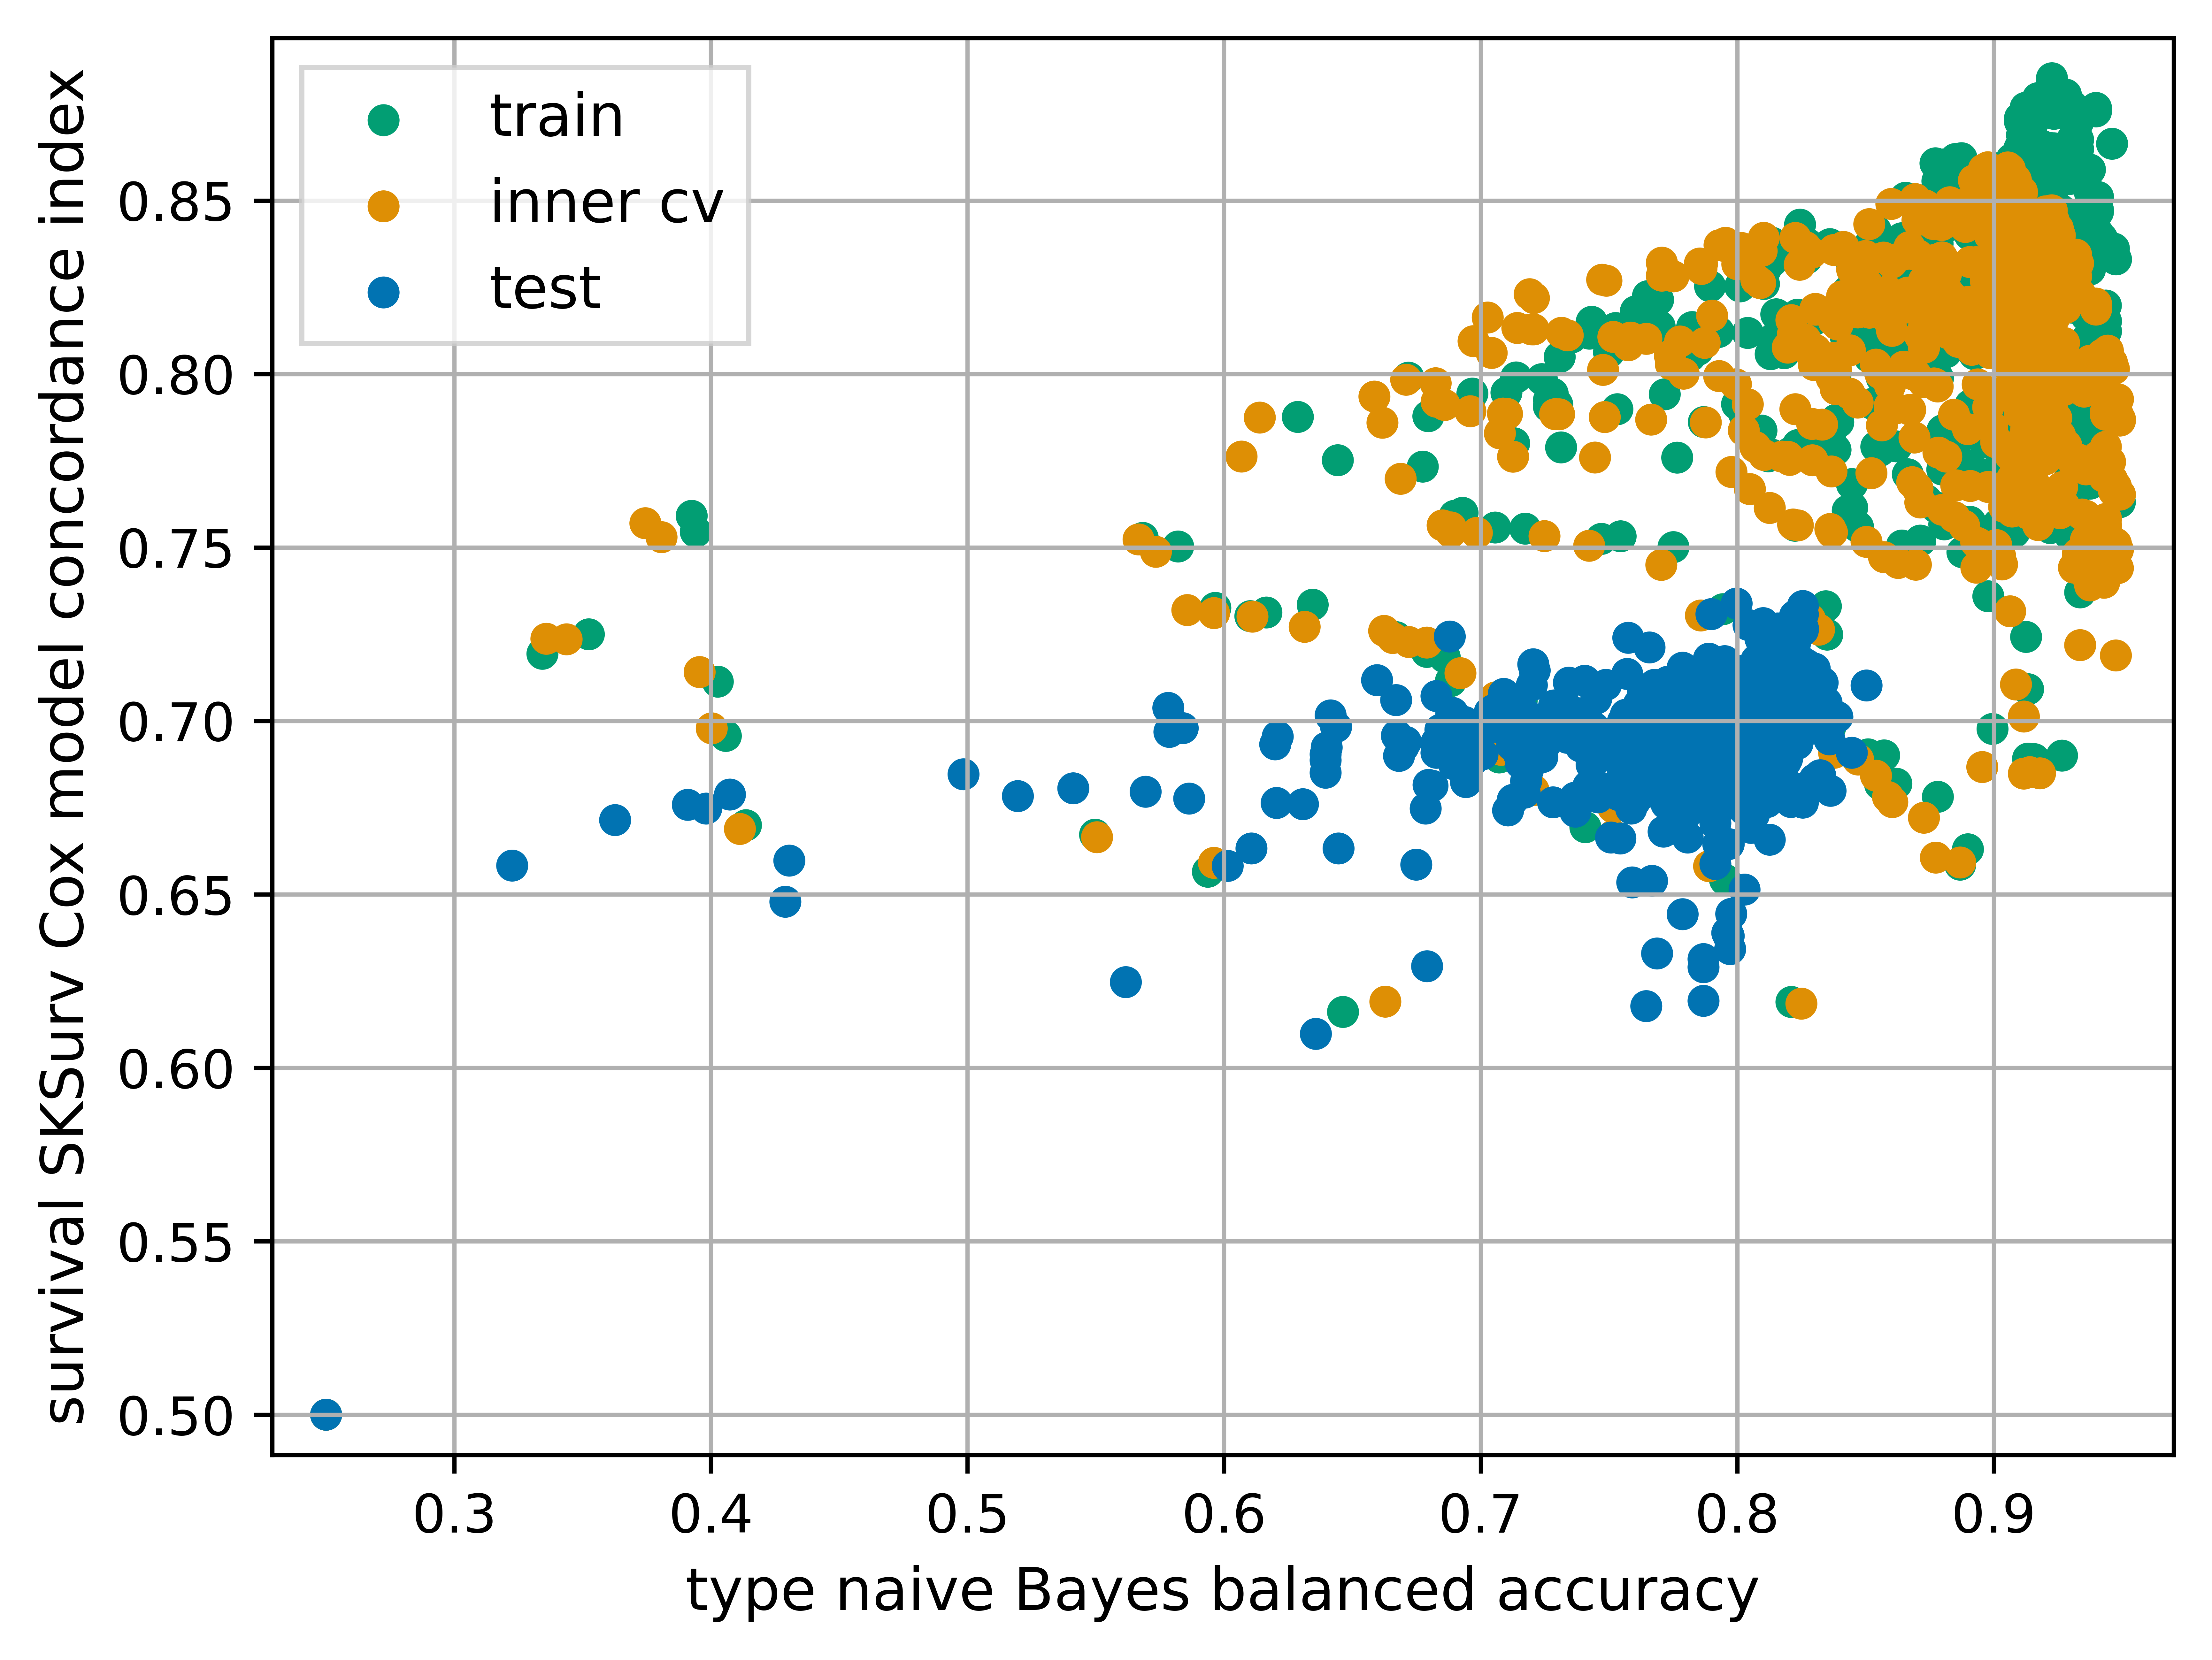 train
inner cv
test
survival SKSurv Cox model concordance index
0.85
0.80
0.75
0.70
0.65
0.60
0.55
0.50
0.3 0.4 0.5 0.6 0.7 0.8 0.9
type naive Bayes balanced accuracy